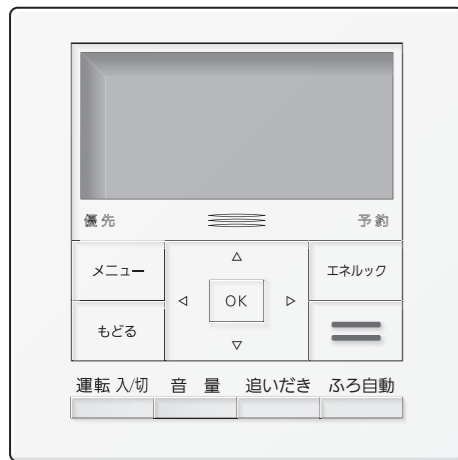 優先 予約
メニュー エネルック
OK
もどる
運転 入/切 音 量 追いだき ふろ自動